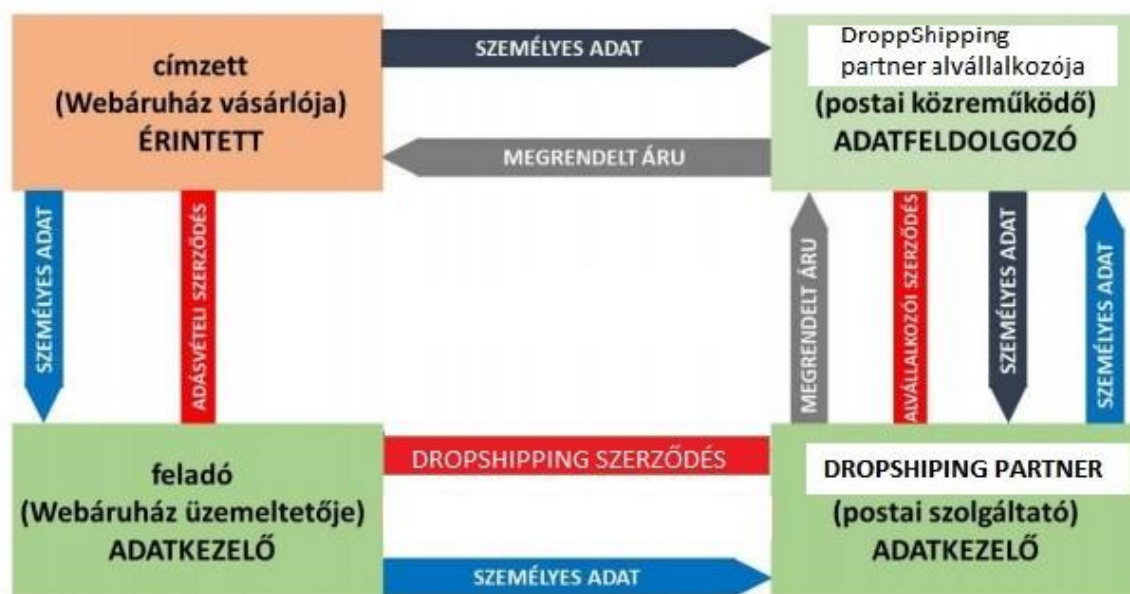 címzett
(Webáruház vásárlója)
ÉRINTETT
SZEMÉLYES ADAT
MEGRENDELT ÁRU
DroppShipping
partner alvállalkozója
(postai közreműködő)
ADATFELDOLGOZÓ
SZEMÉLYES ADAT
ADÁSVÉTELI SZERZŐDÉS
MEGRENDELT ÁRU
ALVÁLLALKOZÓI SZERZŐDÉS
SZEMÉLYES ADAT
SZEMÉLYES ADAT
feladó
(Webáruház üzemeltetője)
ADATKEZELŐ
DROPSHIPPING SZERZŐDÉS
SZEMÉLYES ADAT
DROPSHIPING PARTNER
(postai szolgáltató)
ADATKEZELŐ